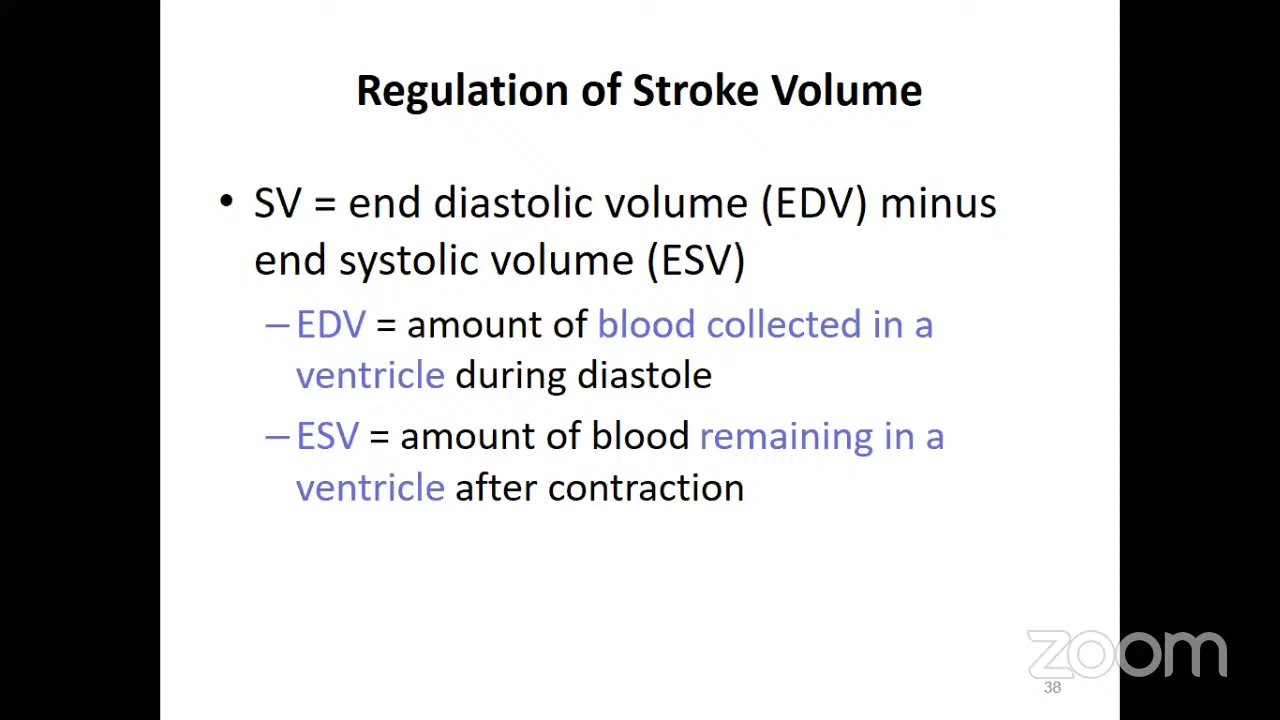 Regulation of Stroke Volume
• SV = end diastolic volume (EDV) minus
end systolic volume (ESV)
– EDV = amount of blood collected in a
ventricle during diastole
– ESV = amount of blood remaining in a
ventricle after contraction
zoom
38